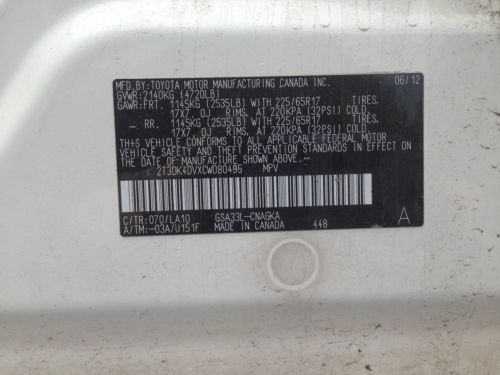 MFD.BY:TOYOTA MOTOR MANUFACTURING CANADA INC. 06/12
GVWR:2140KG (4720LB)
GAWR:FRT. 1145KG (2535LB) WITH 225/65R17 TIRES.
17X7. OJ RIMS, AT 220KPA (32PSI) COLD.
RR. 1145KG (2535LB) WITH 225/65R17 TIRES.
17X7 OJ RIMS, AT 220KPA (32PSI) COLD.
THIS VEHICLE CONFORMS TO ALL APPLICABLE FEDERAL MOTOR
VEHICLE SAFETY AND THEFT PREVENTION STANDARDS IN
EFFECT ON THE DATE OF MANUFACTURE SHOWN ABOVE.
2T3DK4DVXCW080495 MPV
C/TR:070/LA10 GSA33L-CNAGKA A
A/TM:-03A/U151F MADE IN CANADA 448